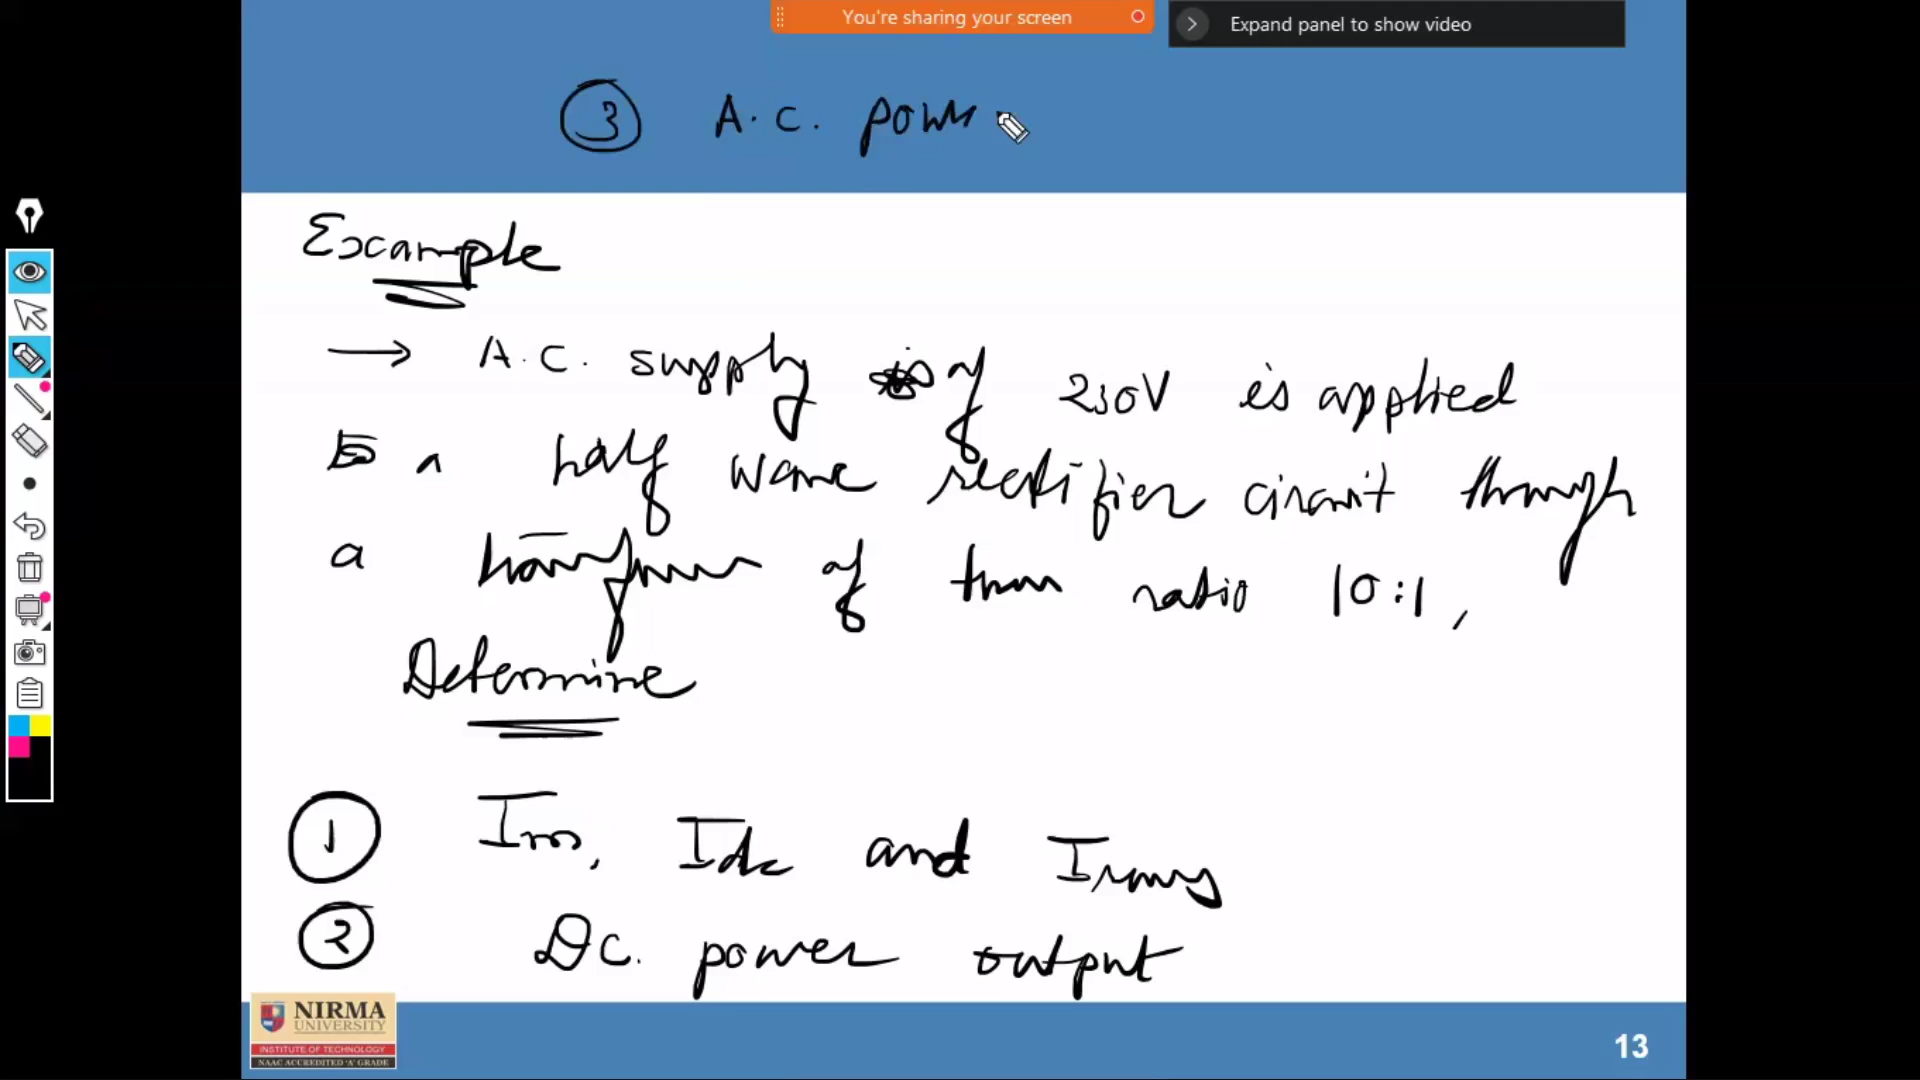 You're sharing your screen
Expand panel to show video
3 A.C. power
Example
→ A.C. supply of 230V is applied
to a half wave rectifier circuit through
a transformer of turn ratio 10:1,
Determine
1 Im, Idc and Irms
2 DC. power output
NIRMA
UNIVERSITY
INSTITUTE OF TECHNOLOGY
NAAC ACCREDITED 'A' GRADE
13